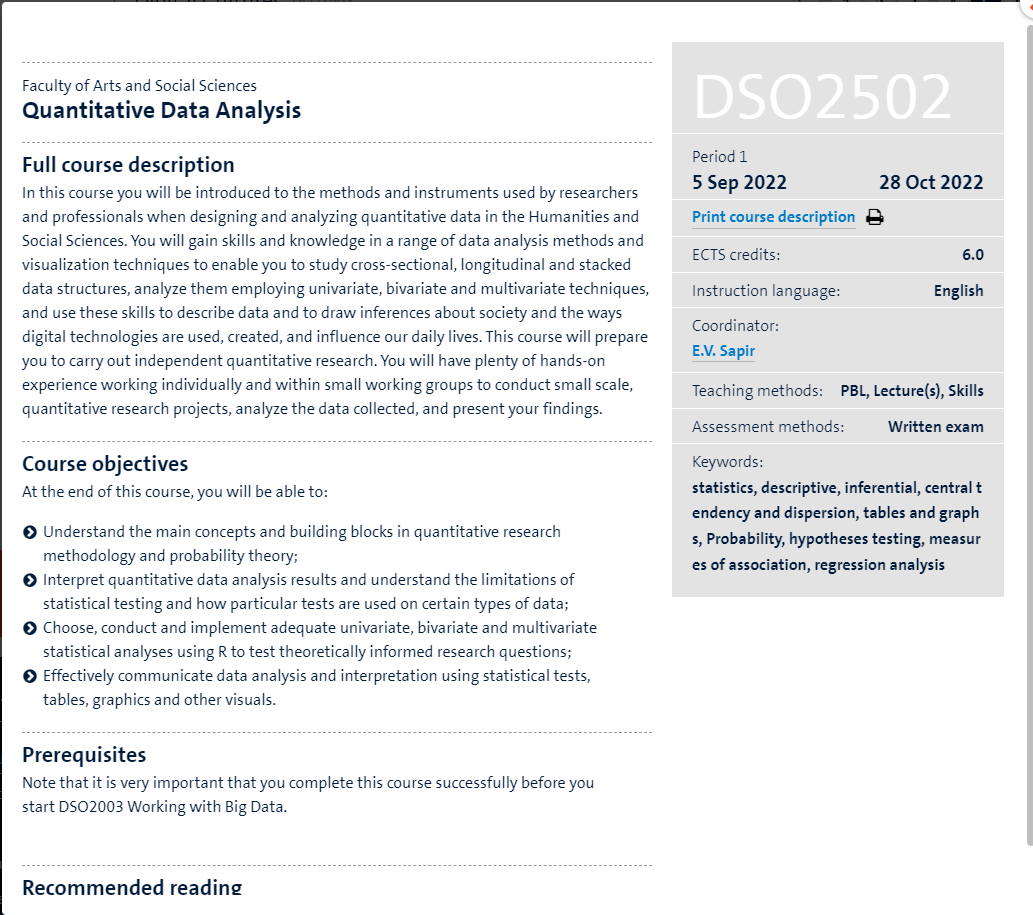 Faculty of Arts and Social Sciences
Quantitative Data Analysis
Full course description
In this course you will be introduced to the methods and instruments used by researchers
and professionals when designing and analyzing quantitative data in the Humanities and
Social Sciences. You will gain skills and knowledge in a range of data analysis methods and
visualization techniques to enable you to study cross-sectional, longitudinal and stacked
data structures, analyze them employing univariate, bivariate and multivariate techniques,
and use these skills to describe data and to draw inferences about society and the ways
digital technologies are used, created, and influence our daily lives. This course will prepare
you to carry out independent quantitative research. You will have plenty of hands-on
experience working individually and within small working groups to conduct small scale,
quantitative research projects, analyze the data collected, and present your findings.
Course objectives
At the end of this course, you will be able to:
Understand the main concepts and building blocks in quantitative research
methodology and probability theory;
Interpret quantitative data analysis results and understand the limitations of
statistical testing and how particular tests are used on certain types of data;
Choose, conduct and implement adequate univariate, bivariate and multivariate
statistical analyses using R to test theoretically informed research questions;
Effectively communicate data analysis and interpretation using statistical tests,
tables, graphics and other visuals.
Prerequisites
Note that it is very important that you complete this course successfully before you
start DSO2003 Working with Big Data.
Recommended reading
DSO2502
Period 1
5 Sep 2022 28 Oct 2022
Print course description
ECTS credits: 6.0
Instruction language: English
Coordinator:
E.V. Sapir
Teaching methods: PBL, Lecture(s), Skills
Assessment methods: Written exam
Keywords:
statistics, descriptive, inferential, central t
endency and dispersion, tables and graph
s, Probability, hypotheses testing, measur
es of association, regression analysis